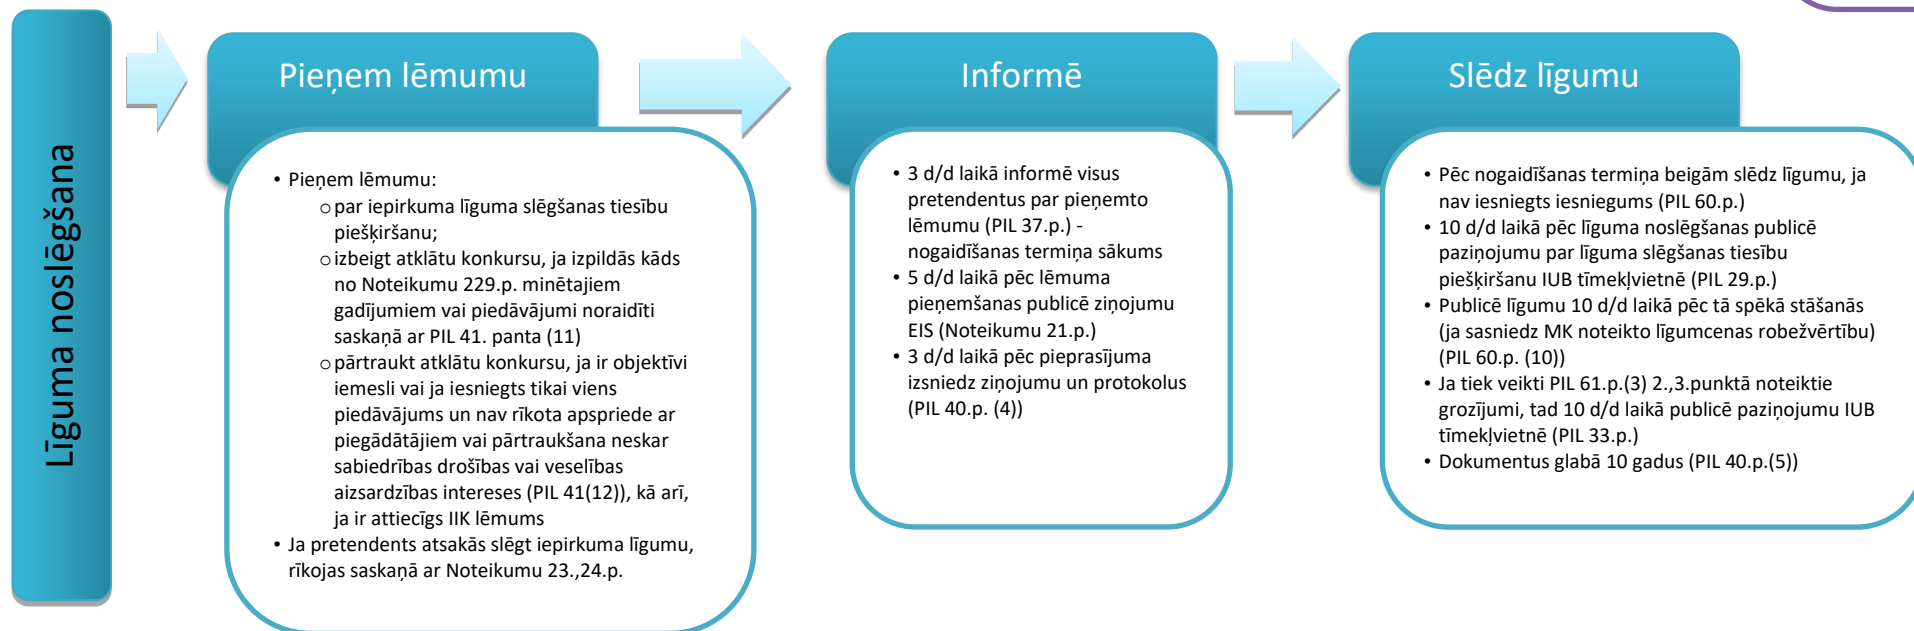 Līguma noslēgšana
Pieņem lēmumu
• Pieņem lēmumu:
o par iepirkuma līguma slēgšanas tiesību
piešķiršanu;
o izbeigt atklātu konkursu, ja izpildās kāds
no Noteikumu 229.p. minētajiem
gadījumiem vai piedāvājumi noraidīti
saskaņā ar PIL 41. panta (11)
o pārtraukt atklātu konkursu, ja ir objektīvi
iemesli vai ja iesniegts tikai viens
piedāvājums un nav rīkota apspriede ar
piegādātājiem vai pārtraukšana neskar
sabiedrības drošības vai veselības
aizsardzības intereses (PIL 41(12)), kā arī,
ja ir attiecīgs IIK lēmums
• Ja pretendents atsakās slēgt iepirkuma līgumu,
rīkojas saskaņā ar Noteikumu 23.,24.p.
Informē
• 3 d/d laikā informē visus
pretendentus par pieņemto
lēmumu (PIL 37.p.) -
nogaidīšanas termiņa sākums
• 5 d/d laikā pēc lēmuma
pieņemšanas publicē ziņojumu
EIS (Noteikumu 21.p.)
• 3 d/d laikā pēc pieprasījuma
izsniedz ziņojumu un protokolus
(PIL 40.p. (4))
Slēdz līgumu
• Pēc nogaidīšanas termiņa beigām slēdz līgumu, ja
nav iesniegts iesniegums (PIL 60.p.)
• 10 d/d laikā pēc līguma noslēgšanas publicē
paziņojumu par līguma slēgšanas tiesību
piešķiršanu IUB tīmekļvietnē (PIL 29.p.)
• Publicē līgumu 10 d/d laikā pēc tā spēkā stāšanās
(ja sasniedz MK noteikto līgumcenas robežvērtību)
(PIL 60.p. (10))
• Ja tiek veikti PIL 61.p.(3) 2.,3.punktā noteiktie
grozījumi, tad 10 d/d laikā publicē paziņojumu IUB
tīmekļvietnē (PIL 33.p.)
• Dokumentus glabā 10 gadus (PIL 40.p.(5))